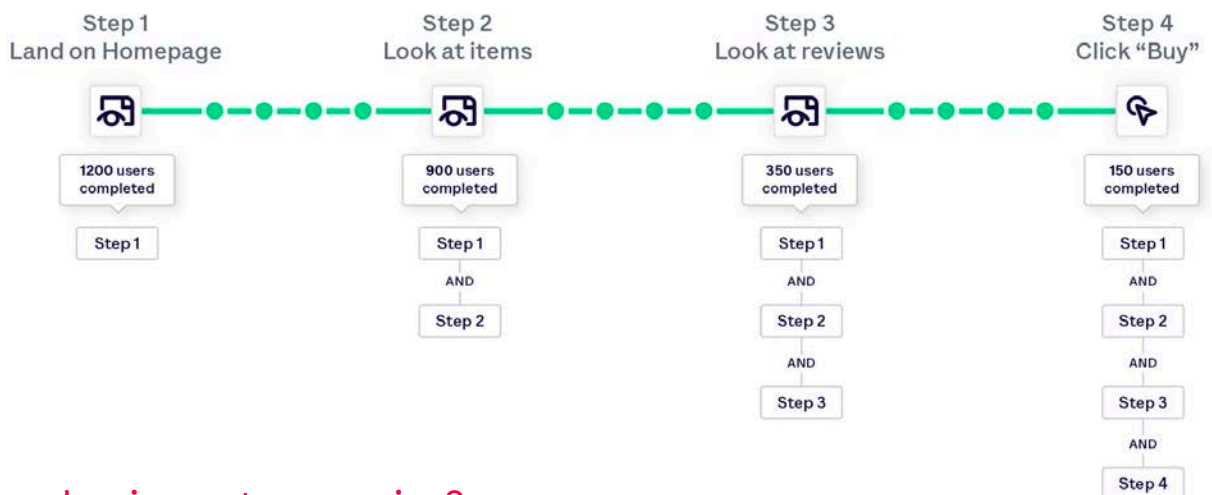 Step 1
Land on Homepage
Step 2
Look at items
Step 3
Look at reviews
Step 4
Click “Buy”
1200 users
completed
900 users
completed
350 users
completed
150 users
completed
Step 1
Step 1
AND
Step 2
Step 1
AND
Step 2
AND
Step 3
Step 1
AND
Step 2
AND
Step 3
AND
Step 4